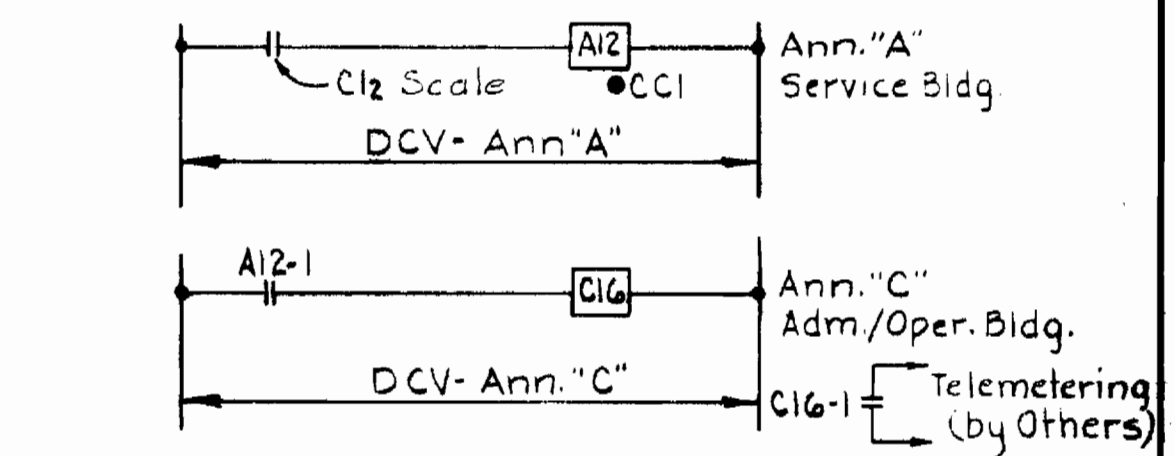 A12
Ann."A"
Cl2 Scale
CC1
Service Bldg.
DCV- Ann"A"
A12-1
C16
Ann."C"
Adm./Oper. Bldg.
DCV- Ann."C"
C16-1
Telemetering
(by Others)